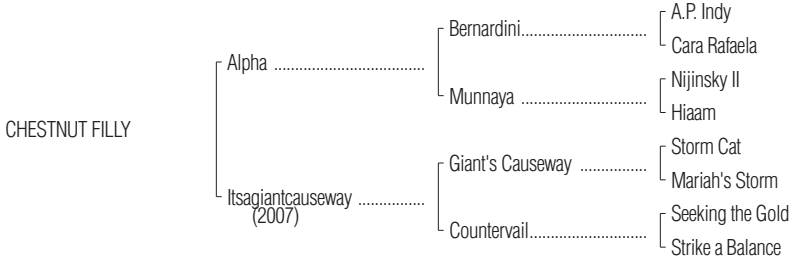 A.P. Indy
Bernardini..............................
Cara Rafaela
Alpha ....................................
Nijinsky II
Munnaya ..............................
Hiaam
CHESTNUT FILLY
Storm Cat
Giant's Causeway ................
Mariah's Storm
Itsagiantcauseway ................
(2007)
Seeking the Gold
Countervail............................
Strike a Balance